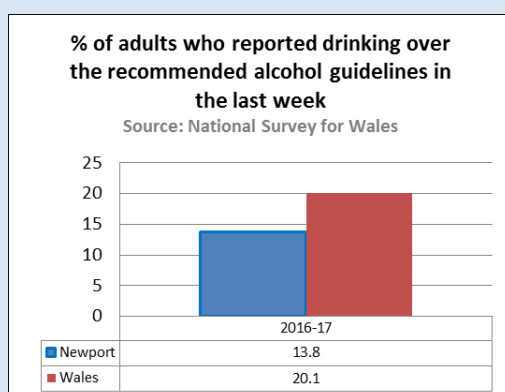 % of adults who reported drinking over
the recommended alcohol guidelines in
the last week
Source: National Survey for Wales
25
20
15
10
5
0
2016-17
Newport 13.8
Wales 20.1